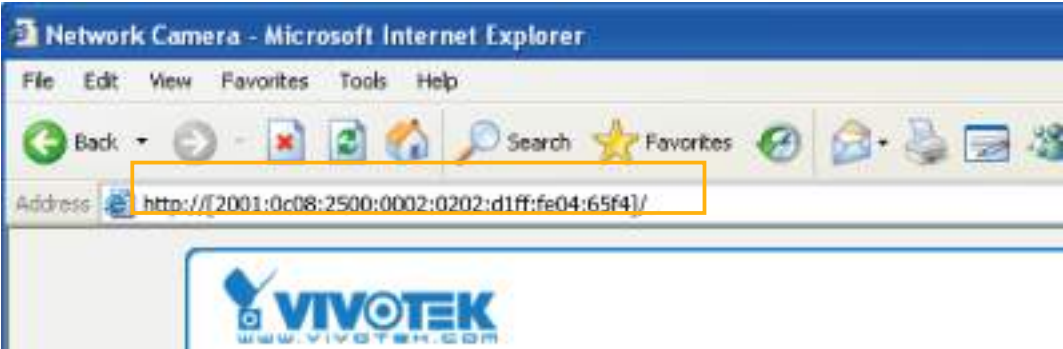 Network Camera - Microsoft Internet Explorer
File Edit View Favorites Tools Help
Back Search Favorites
Address http://[2001:0c08:2500:0002:0202:d1ff:fe04:65f4]/
VIVOTEK
www.vivotek.com